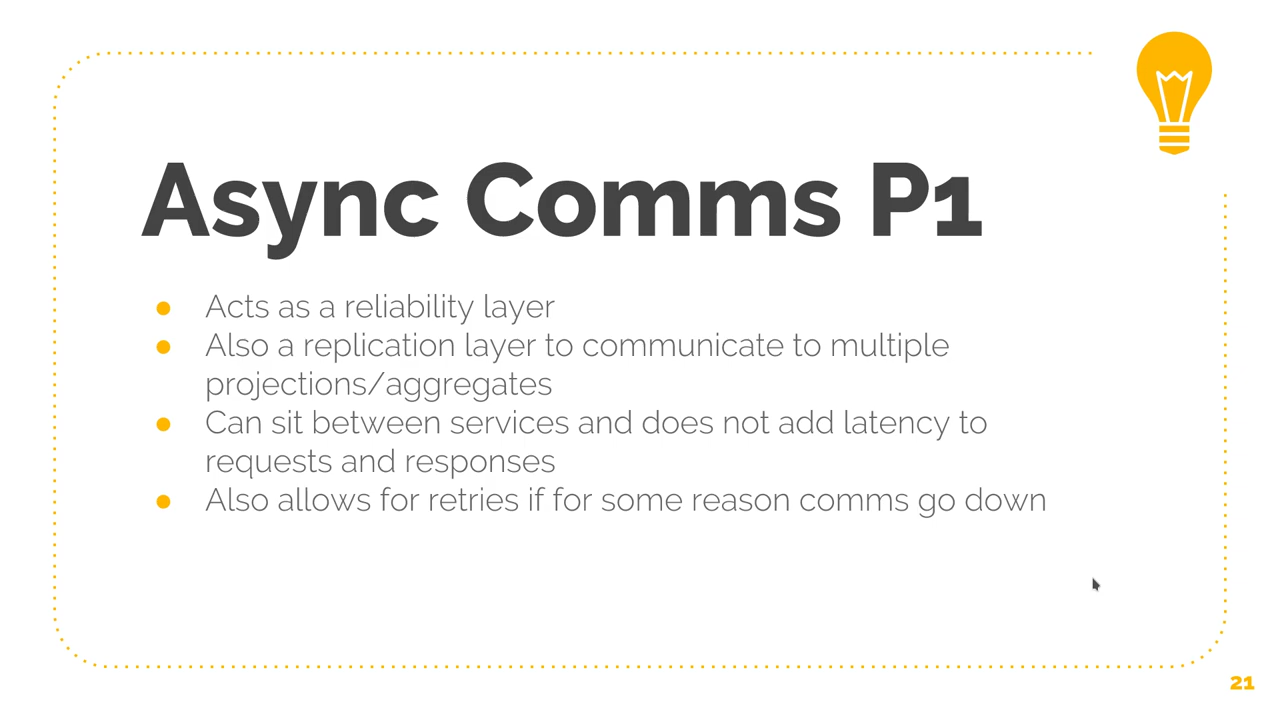 Async Comms P1
● Acts as a reliability layer
● Also a replication layer to communicate to multiple
projections/aggregates
● Can sit between services and does not add latency to
requests and responses
● Also allows for retries if for some reason comms go down
21